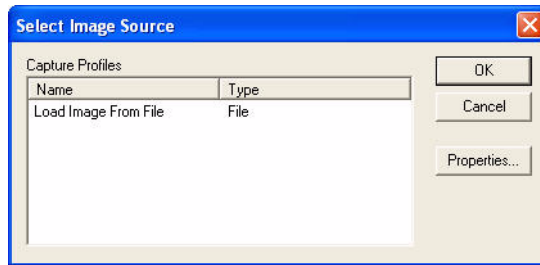 Select Image Source
Capture Profiles
Name Type
Load Image From File File
OK
Cancel
Properties...